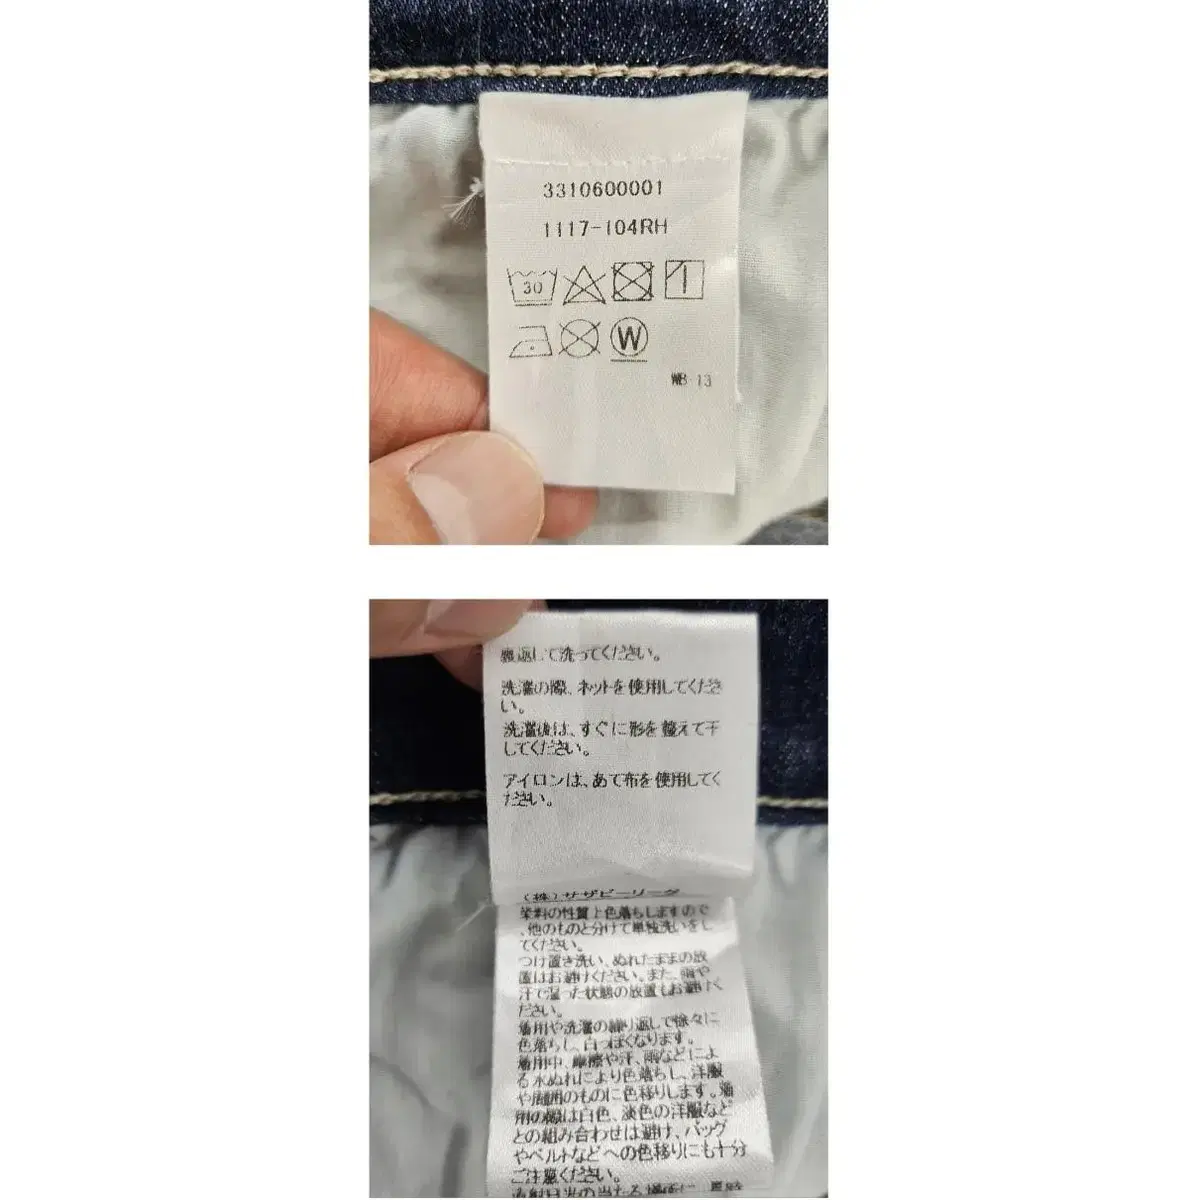 3310600001
1117-104RH
30
W
WB 13
裏返して洗ってください。
洗濯の際、ネットを使用してくださ
い。
洗濯後は、すぐに形を整えて干
してください。
アイロンは、あて布を使用してく
ださい。
(株)サザビーリーグ
染料の性質上色落ちしますので
、他のものと分けて単独洗いをし
てください。
つけ置き洗い、ぬれたままの放
置はお避けください。また、雨や
汗で湿った状態の放置もお避けく
ださい。
着用や洗濯の繰り返しで徐々に
色落ちし、白っぽくなります。
着用中、摩擦や汗、雨などによ
る水ぬれにより色落ちし、洋服
や周囲のものに色移りします。着
用の際は白色、淡色の洋服など
との組み合わせは避け、バッグ
やベルトなどへの色移りにも十分
ご注意ください。
直射日光の当たる場所に